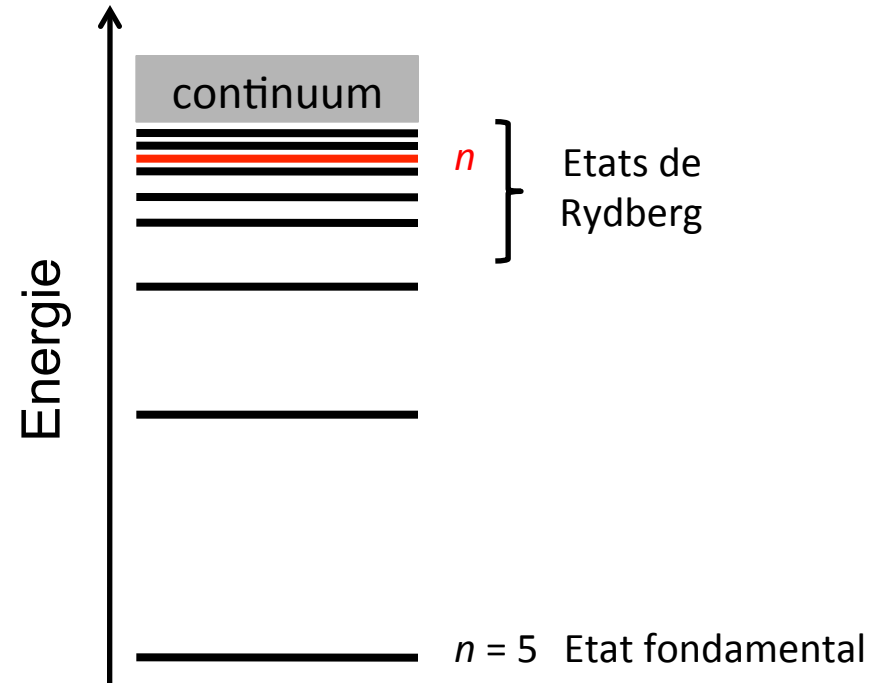 continuum
n
Etats de
Rydberg
Energie
n = 5 Etat fondamental